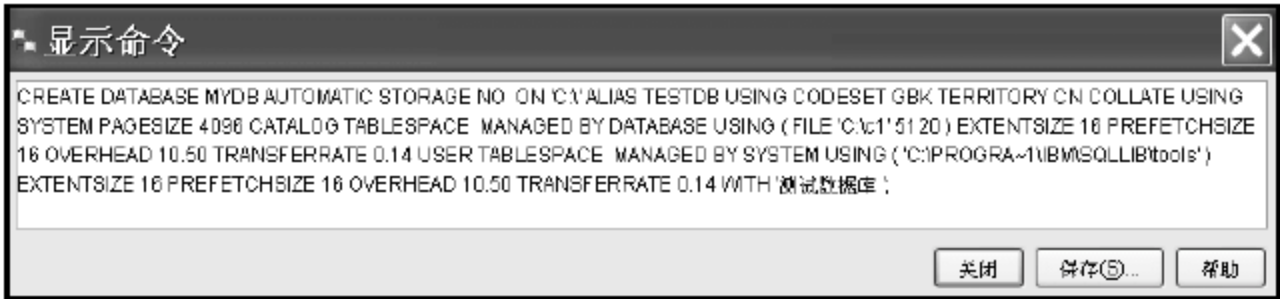 显示命令
CREATE DATABASE MYDB AUTOMATIC STORAGE NO  ON 'C:\' ALIAS TESTDB USING CODESET GBK TERRITORY CN COLLATE USING
SYSTEM PAGESIZE 4096 CATALOG TABLESPACE  MANAGED BY DATABASE USING ( FILE 'C:\c1' 5120 ) EXTENTSIZE 16 PREFETCHSIZE
16 OVERHEAD 10.50 TRANSFERRATE 0.14 USER TABLESPACE  MANAGED BY SYSTEM USING ( 'C:\PROGRA~1\IBM\SQLLIB\tools' )
EXTENTSIZE 16 PREFETCHSIZE 16 OVERHEAD 10.50 TRANSFERRATE 0.14 WITH '测试数据库 ';
关闭 保存(S)... 帮助